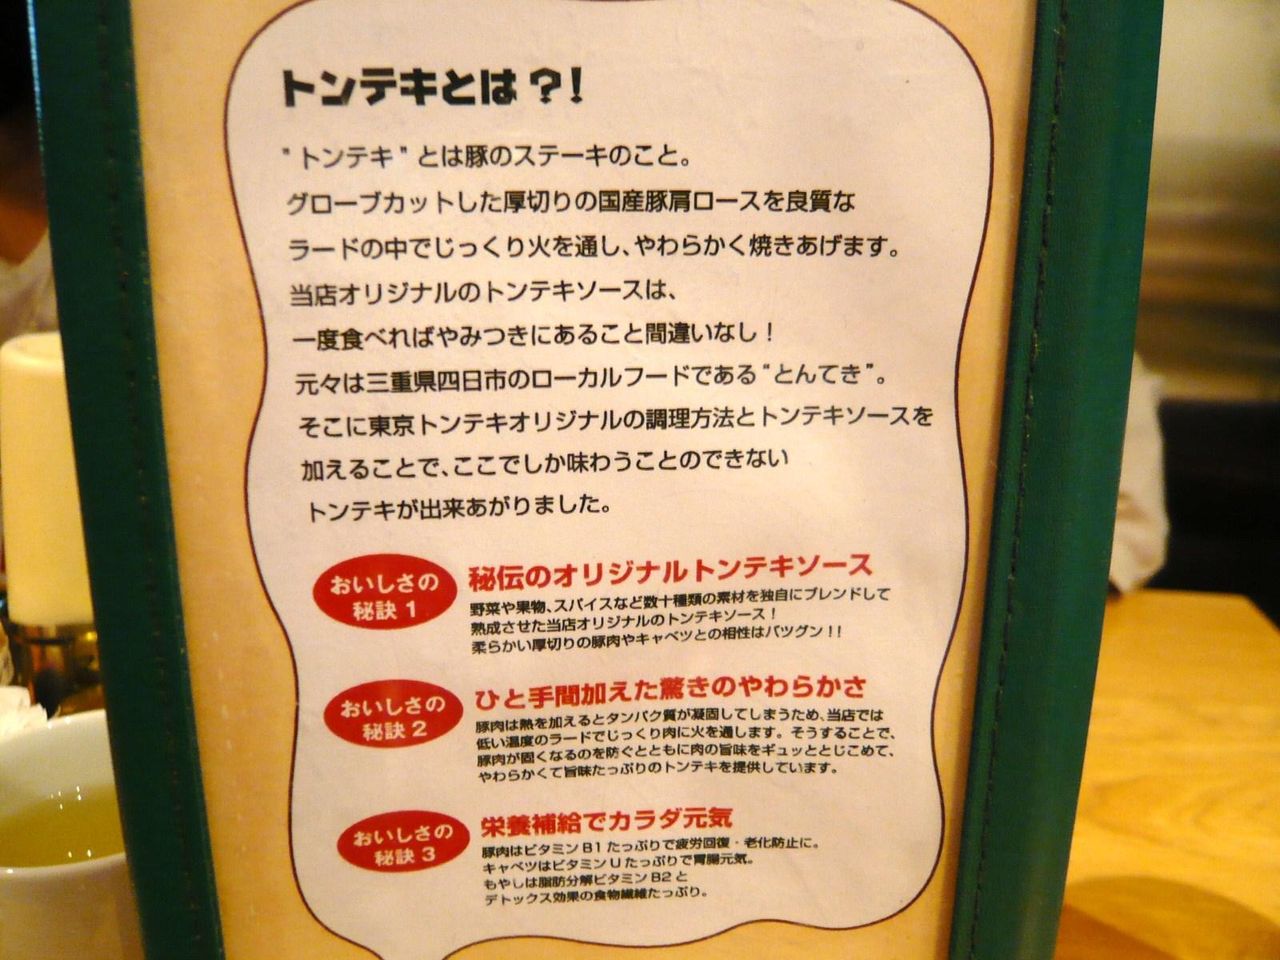 トンテキとは？！
"トンテキ"とは豚のステーキのこと。
グローブカットした厚切りの国産豚肩ロースを良質な
ラードの中でじっくり火を通し、やわらかく焼きあげます。
当店オリジナルのトンテキソースは、
一度食べればやみつきにあること間違いなし！
元々は三重県四日市のローカルフードである"とんてき"。
そこに東京トンテキオリジナルの調理方法とトンテキソースを
加えることで、ここでしか味わうことのできない
トンテキが出来あがりました。
おいしさの
秘訣1
秘伝のオリジナルトンテキソース
野菜や果物、スパイスなど数十種類の素材を独自にブレンドして
熟成させた当店オリジナルのトンテキソース！
柔らかい厚切りの豚肉やキャベツとの相性はバツグン！！
おいしさの
秘訣2
ひと手間加えた驚きのやわらかさ
豚肉は熱を加えるとタンパク質が凝固してしまうため、当店では
低い温度のラードでじっくり肉に火を通します。そうすることで、
豚肉が固くなるのを防ぐとともに肉の旨味をギュッととじこめて、
やわらかくて旨味たっぷりのトンテキを提供しています。
おいしさの
秘訣3
栄養補給でカラダ元気
豚肉はビタミンB1たっぷりで疲労回復・老化防止に。
キャベツはビタミンUたっぷりで胃腸元気。
もやしは脂肪分解ビタミンB2と
デトックス効果の食物繊維たっぷり。